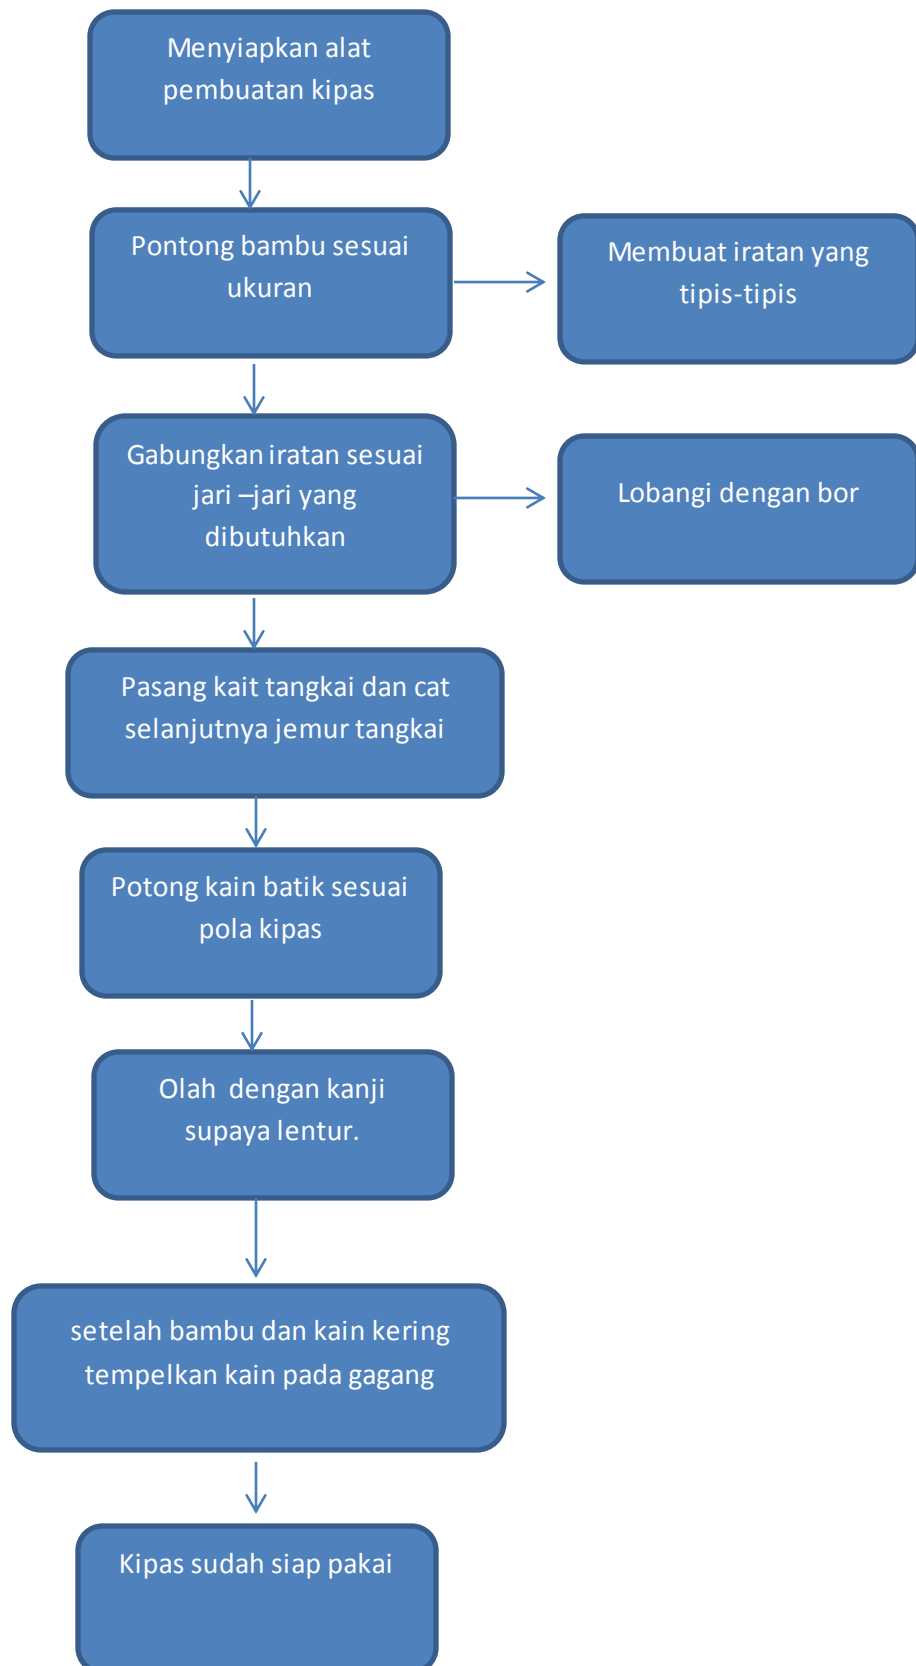 Menyiapkan alat
pembuatan kipas
Pontong bambu sesuai
ukuran
Membuat iratan yang
tipis-tipis
Gabungkan iratan sesuai
jari –jari yang
dibutuhkan
Lobangi dengan bor
Pasang kait tangkai dan cat
selanjutnya jemur tangkai
Potong kain batik sesuai
pola kipas
Olah dengan kanji
supaya lentur.
setelah bambu dan kain kering
tempelkan kain pada gagang
Kipas sudah siap pakai